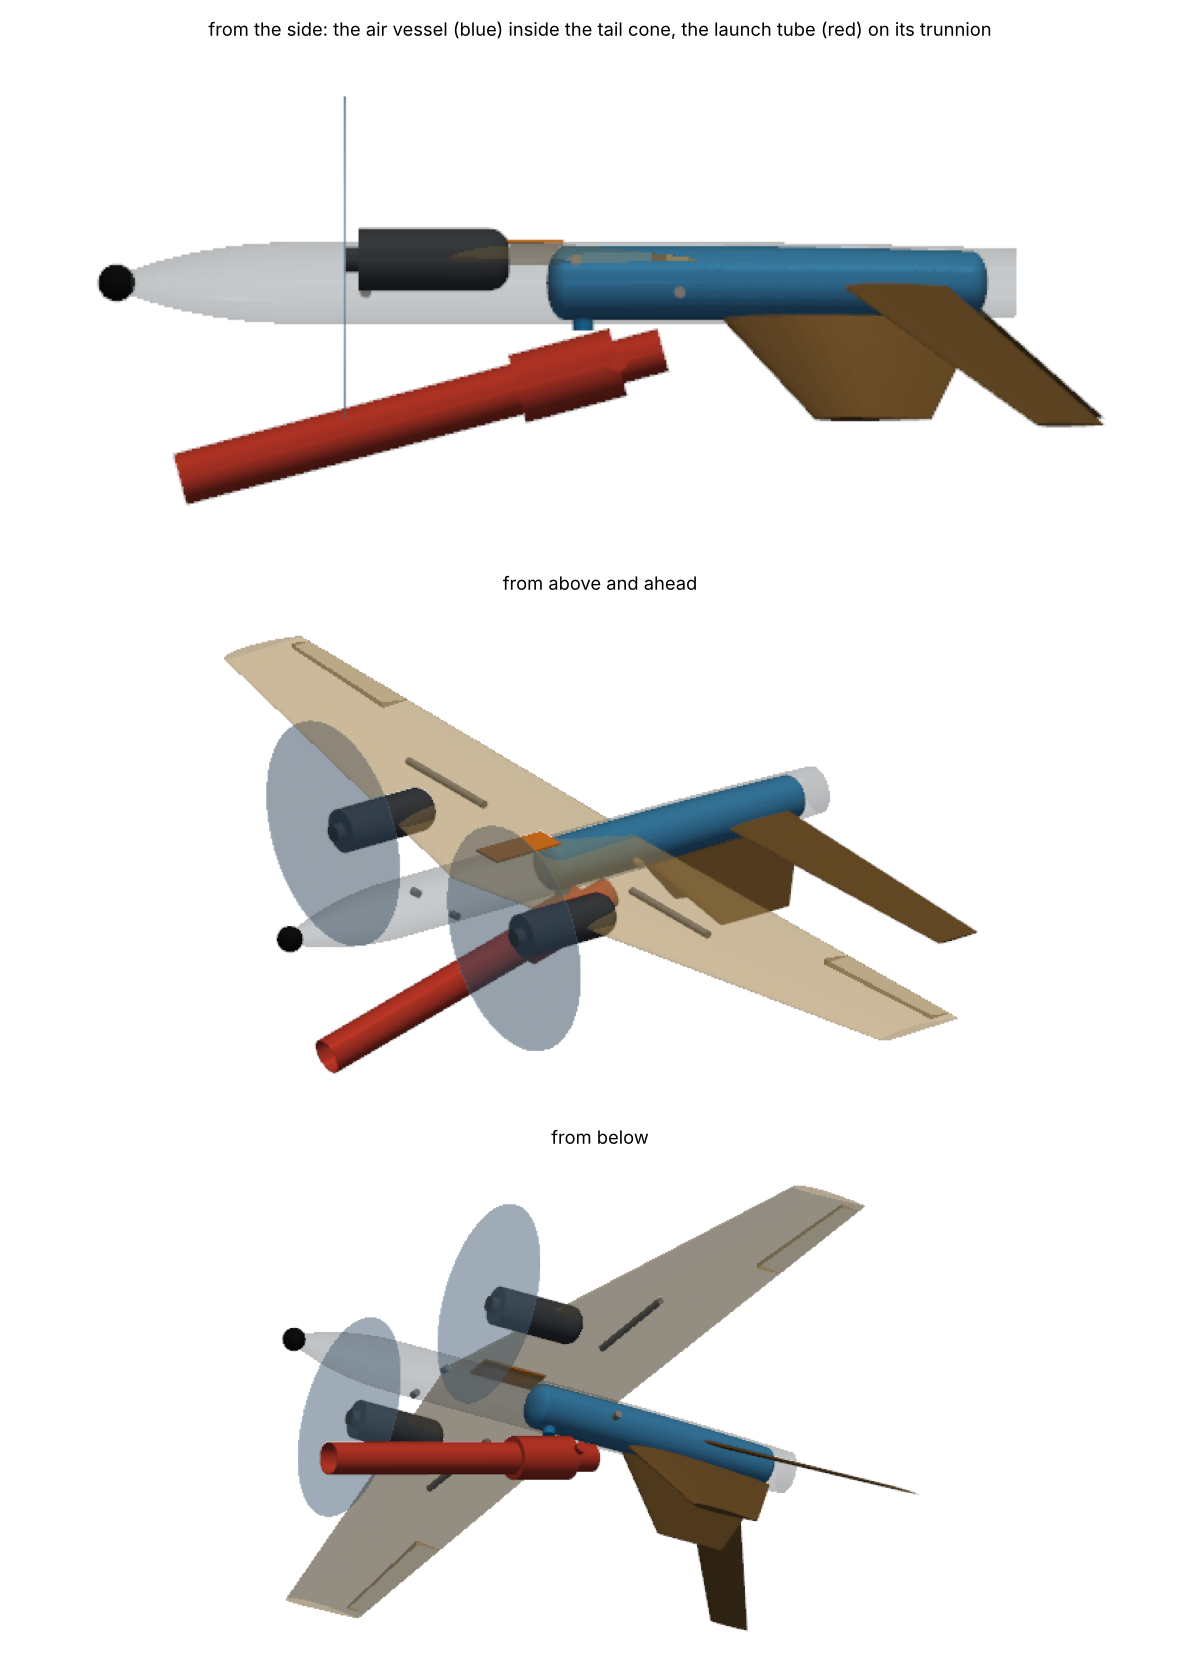 from the side: the air vessel (blue) inside the tail cone, the launch tube (red) on its trunnion
from above and ahead
from below